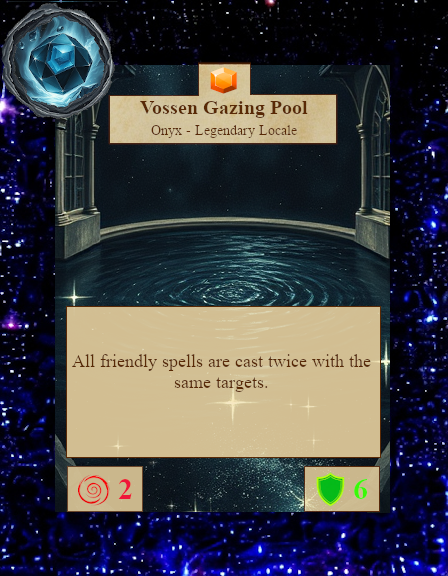 Vossen Gazing Pool
Onyx - Legendary Locale
All friendly spells are cast twice with the
same targets.
2
6